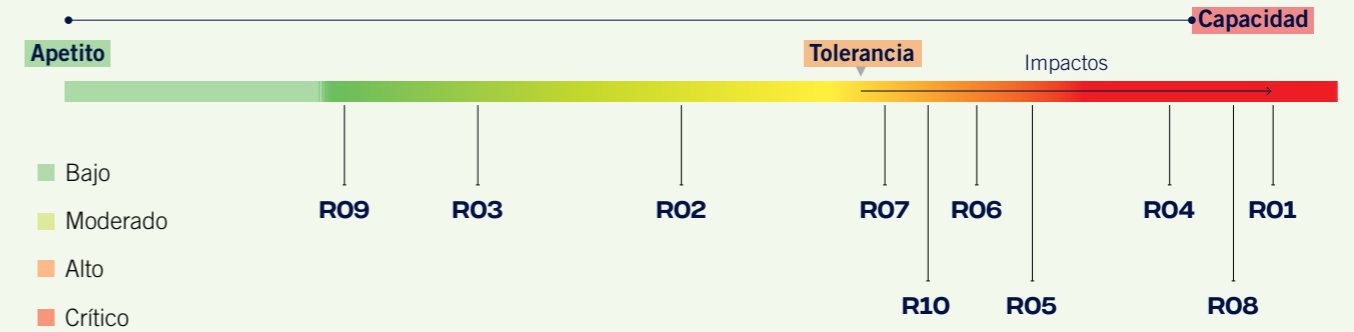 Capacidad
Apetito
Tolerancia
Impactos
Bajo
Moderado
Alto
Crítico
R09
R03
R02
R07
R06
R04
R01
R10
R05
R08